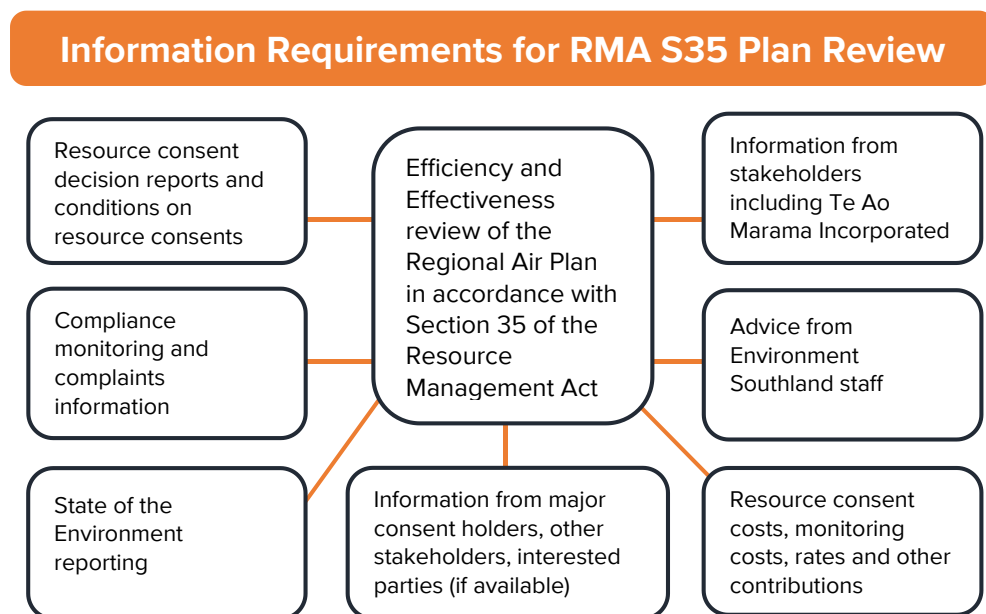 Information Requirements for RMA S35 Plan Review
Resource consent
decision reports and
conditions on
resource consents
Efficiency and
Effectiveness
review of the
Regional Air Plan
in accordance with
Section 35 of the
Resource
Management Act
Information from
stakeholders
including Te Ao
Marama Incorporated
Compliance
monitoring and
complaints
information
Advice from
Environment
Southland staff
State of the
Environment
reporting
Information from major
consent holders, other
stakeholders, interested
parties (if available)
Resource consent
costs, monitoring
costs, rates and other
contributions